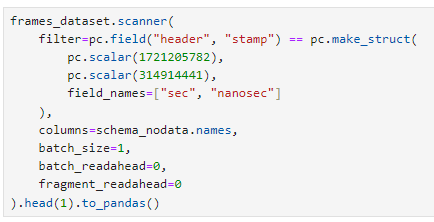 frames_dataset.scanner(
    filter=pc.field("header", "stamp") == pc.make_struct(
        pc.scalar(1721205782),
        pc.scalar(314914441),
        field_names=["sec", "nanosec"]
    ),
    columns=schema_nodata.names,
    batch_size=1,
    batch_readahead=0,
    fragment_readahead=0
).head(1).to_pandas()